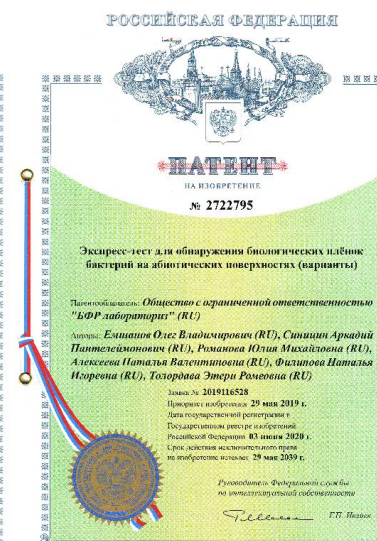 РОССИЙСКАЯ ФЕДЕРАЦИЯ
ПАТЕНТ
НА ИЗОБРЕТЕНИЕ
№ 2722795
Экспресс-тест для обнаружения биологических плёнок
бактерий на абиотических поверхностях (варианты)
Патентообладатель: Общество с ограниченной ответственностью
"БФР лабораториз" (RU)
Авторы: Емшанов Олег Владимирович (RU), Синицин Аркадий
Пантелеймонович (RU), Романова Юлия Михайловна (RU),
Алексеева Наталья Валентиновна (RU), Филипова Наталья
Игоревна (RU), Толордава Этери Ромеовна (RU)
Заявка № 2019116528
Приоритет изобретения 29 мая 2019 г.
Дата государственной регистрации в
Государственном реестре изобретений
Российской Федерации 03 июня 2020 г.
Срок действия исключительного права
на изобретение истекает 29 мая 2039 г.
Руководитель Федеральной службы
по интеллектуальной собственности
Г.П. Ивлиев